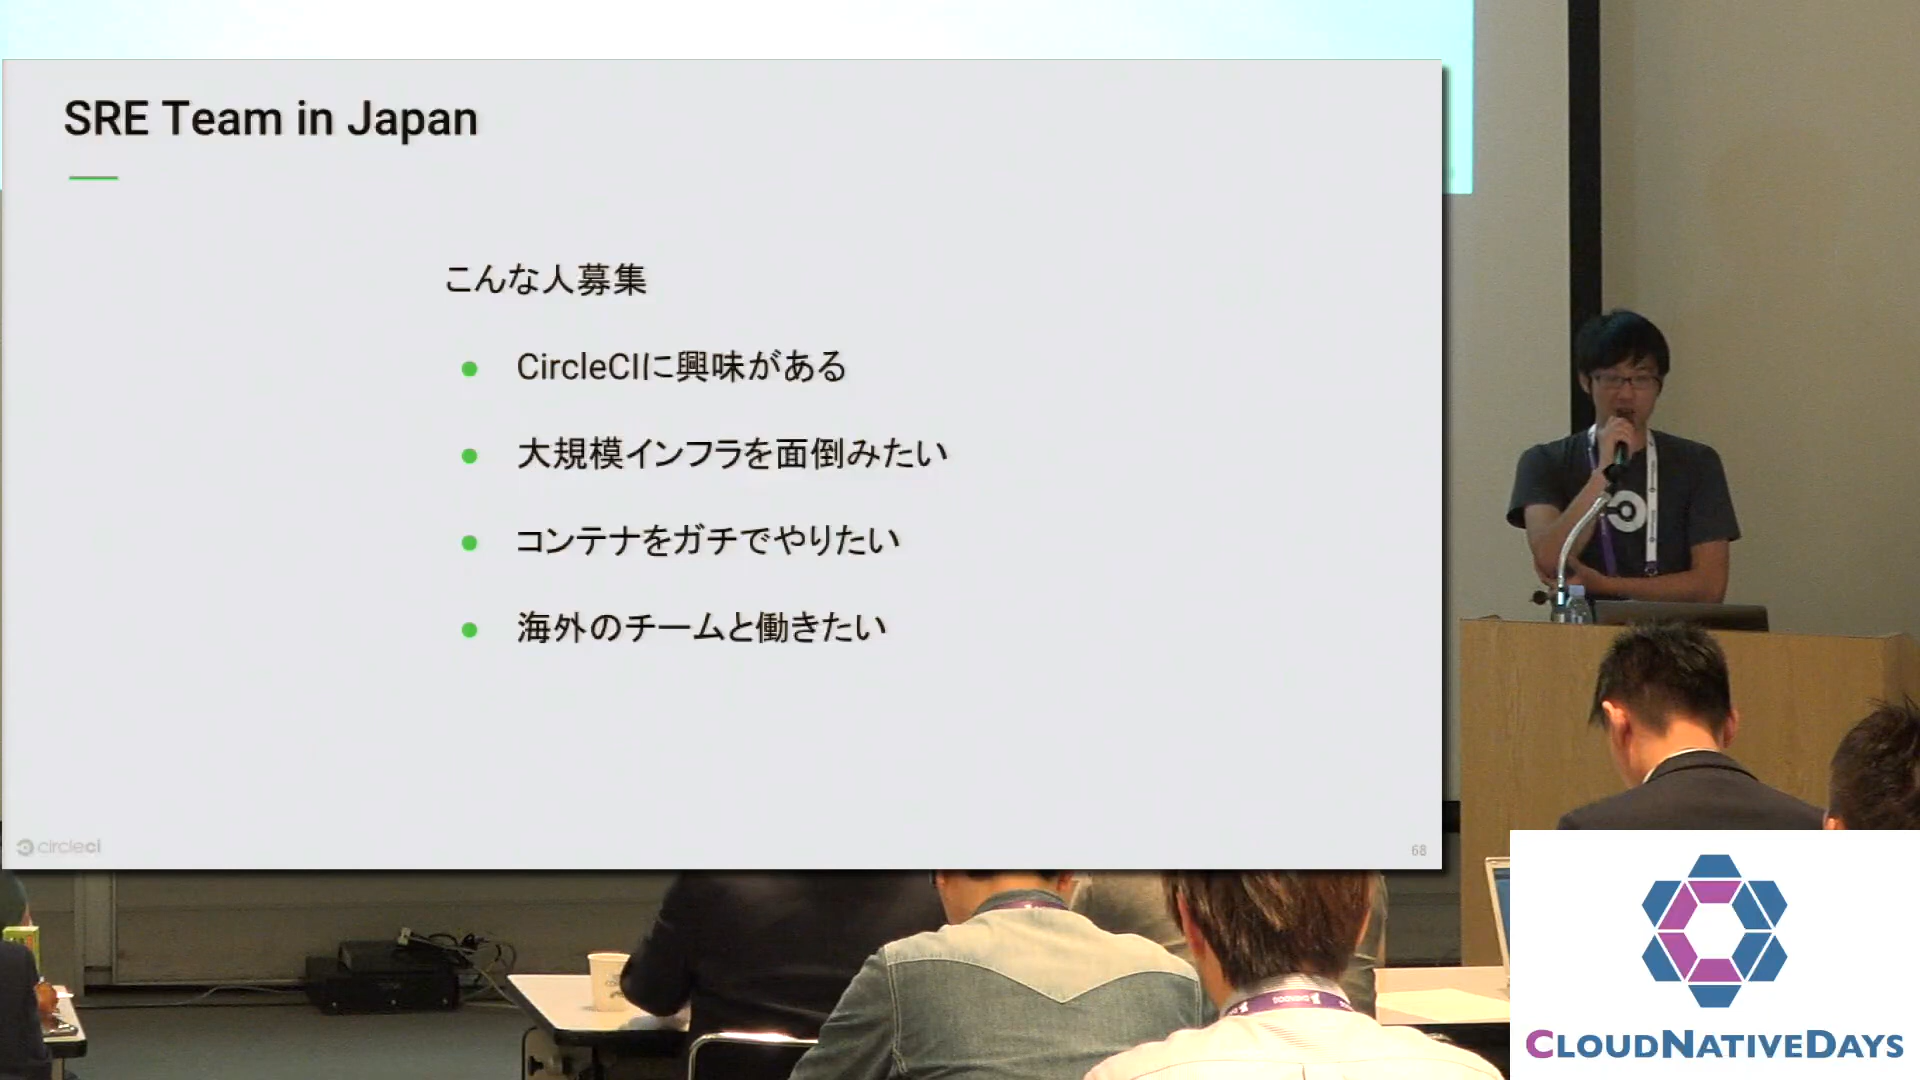 SRE Team in Japan
こんな人募集
CircleCIに興味がある
大規模インフラを面倒みたい
コンテナをガチでやりたい
海外のチームと働きたい
circleci
68
CLOUDNATIVEDAYS